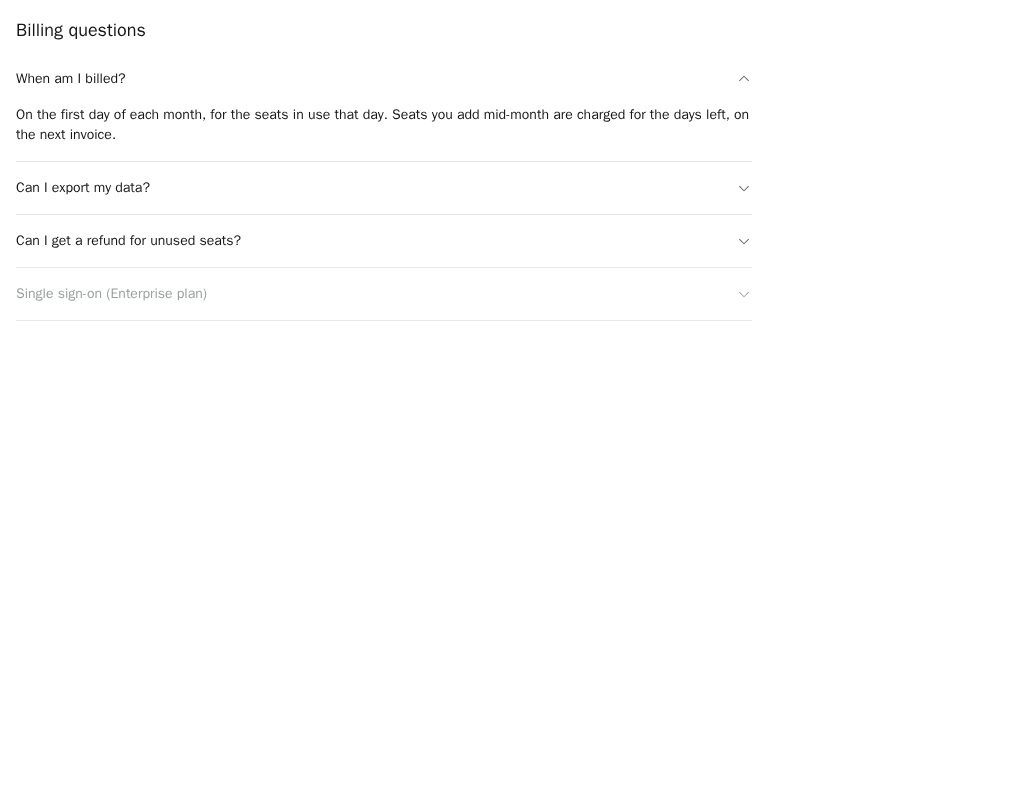 Billing questions
When am I billed?
On the first day of each month, for the seats in use that day. Seats you add mid-month are charged for the days left, on
the next invoice.
Can I export my data?
Can I get a refund for unused seats?
Single sign-on (Enterprise plan)